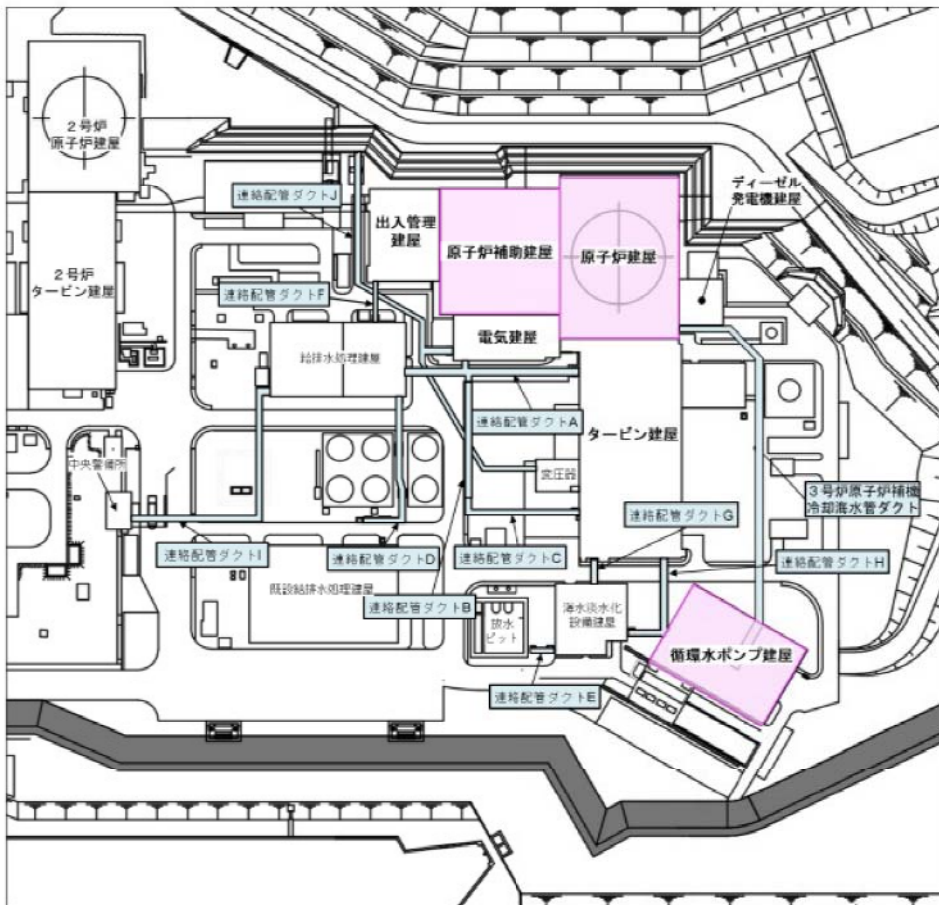 2号炉
原子炉建屋
ディーゼル
発電機建屋
連絡配管ダクトJ
出入管理
建屋
原子炉補助建屋
原子炉建屋
2号炉
タービン建屋
連絡配管ダクトF
電気建屋
給排水処理建屋
連絡配管ダクトA
タービン建屋
中央警備所
変圧器
3号炉原子炉補機
冷却海水管ダクト
連絡配管ダクトG
連絡配管ダクトI
連絡配管ダクトD
連絡配管ダクトC
連絡配管ダクトH
既設給排水処理建屋
連絡配管ダクトB
放水
ピット
海水淡水化
設備建屋
循環水ポンプ建屋
連絡配管ダクトE